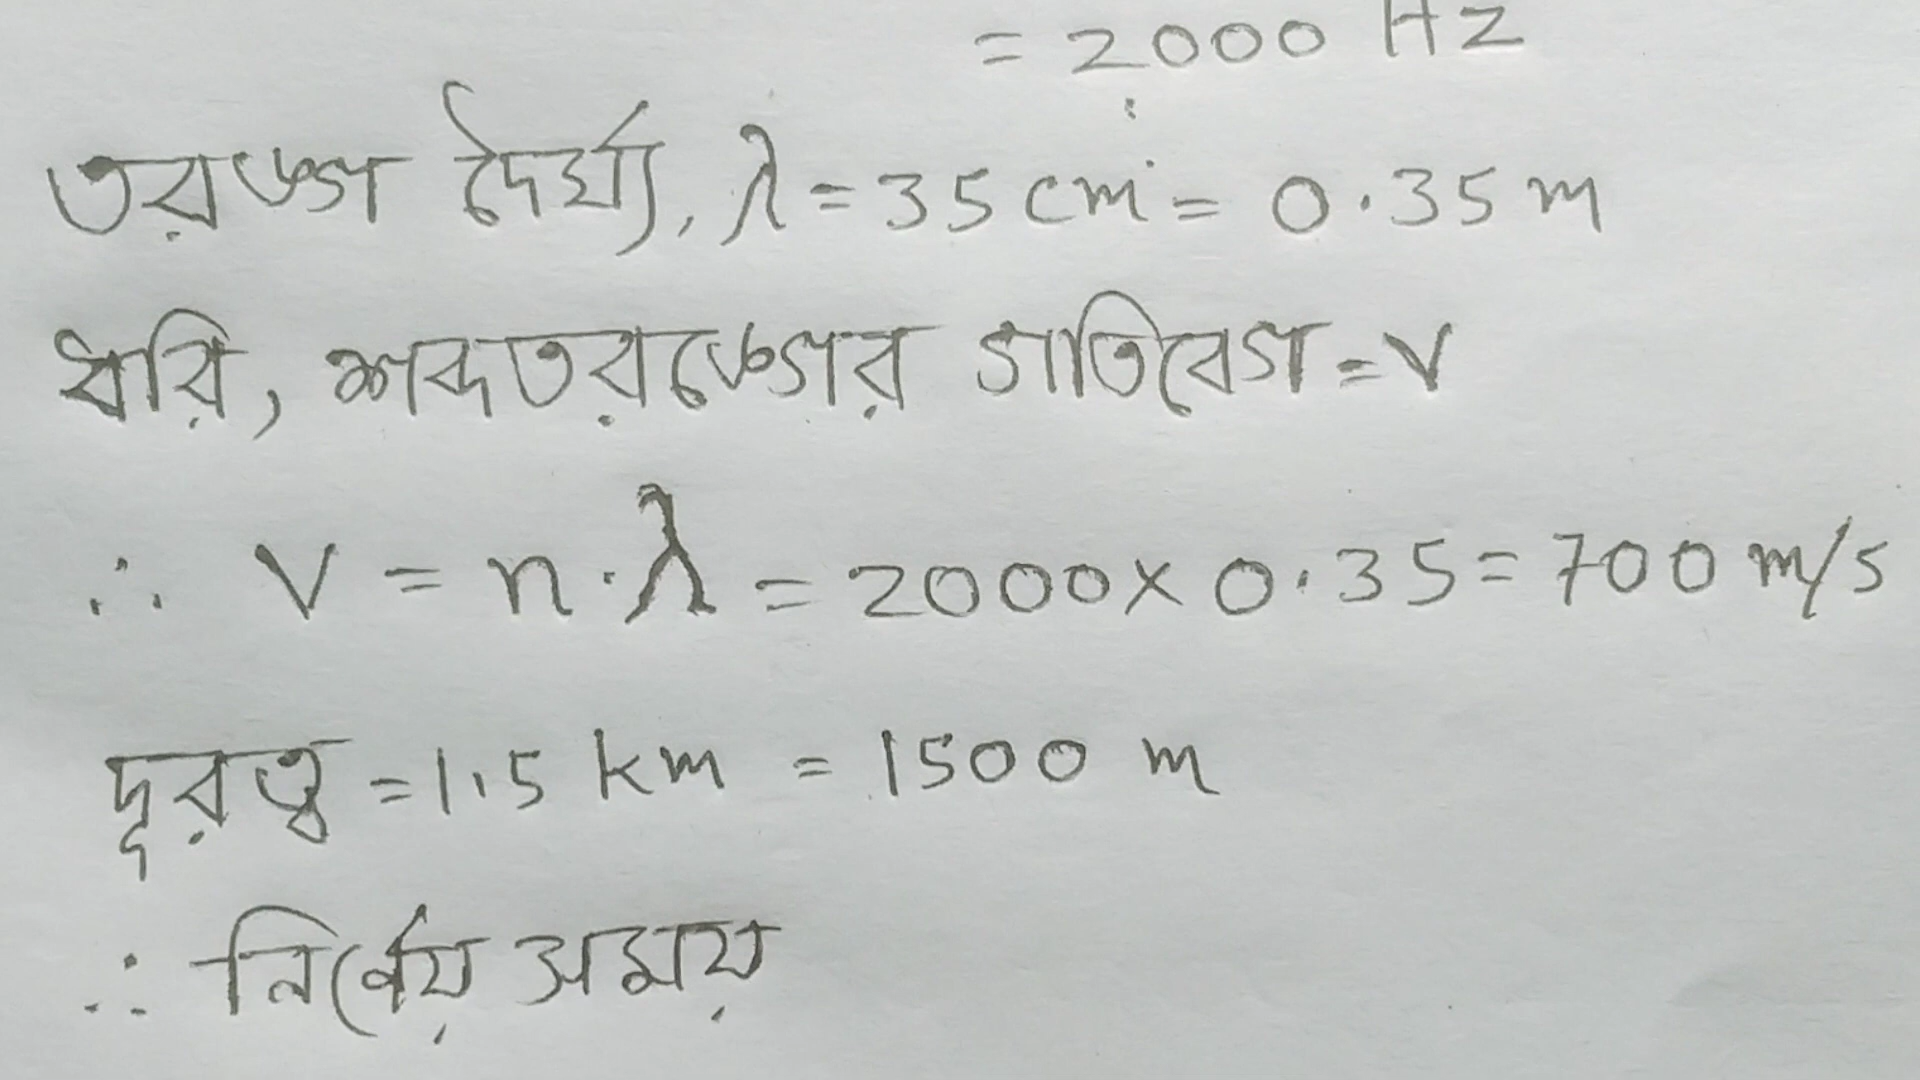 = 2000 Hz
তরঙ্গ দৈর্ঘ্য, λ = 35 cm = 0.35 m
ধরি, শব্দতরঙ্গের গতিবেগ = v
∴ v = n.λ = 2000 x 0.35 = 700 m/s
দূরত্ব = 1.5 km = 1500 m
∴ নির্ণেয় সময়